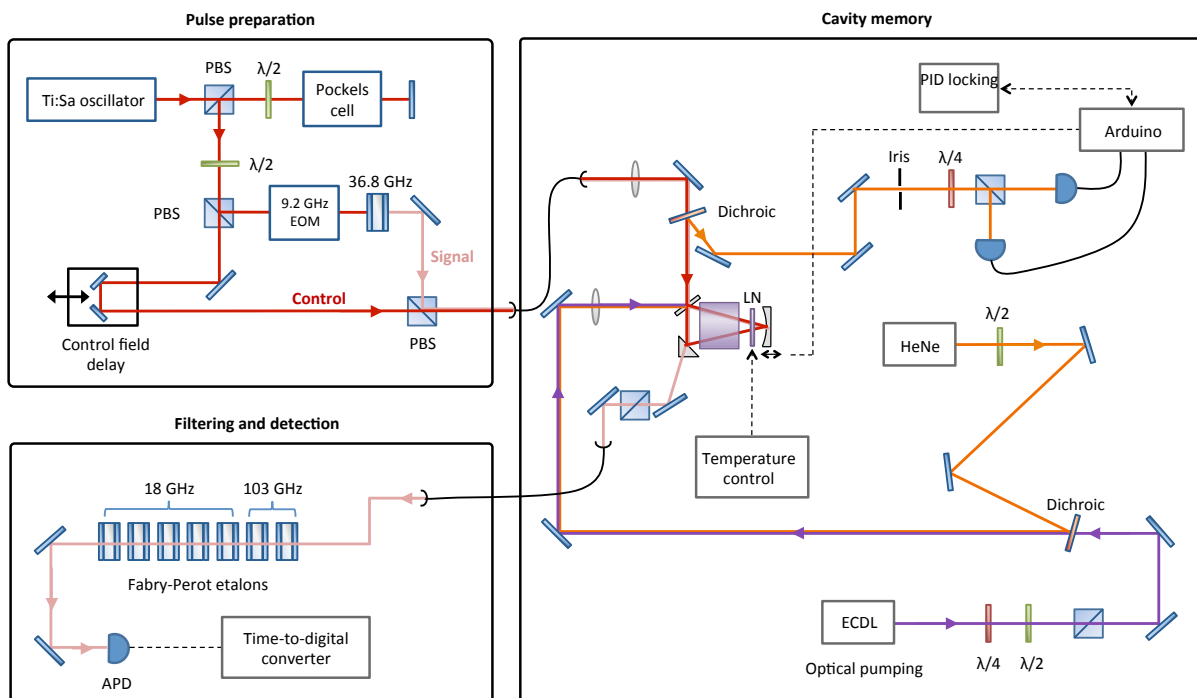 Pulse preparation
Ti:Sa oscillator
PBS
λ/2
Pockels
cell
λ/2
PBS
9.2 GHz
EOM
36.8 GHz
Signal
Control
Control field
delay
PBS
Cavity memory
PID locking
Arduino
Iris
λ/4
Dichroic
LN
λ/2
HeNe
Temperature
control
Dichroic
ECDL
Optical pumping
λ/4
λ/2
Filtering and detection
18 GHz
103 GHz
Fabry-Perot etalons
APD
Time-to-digital
converter